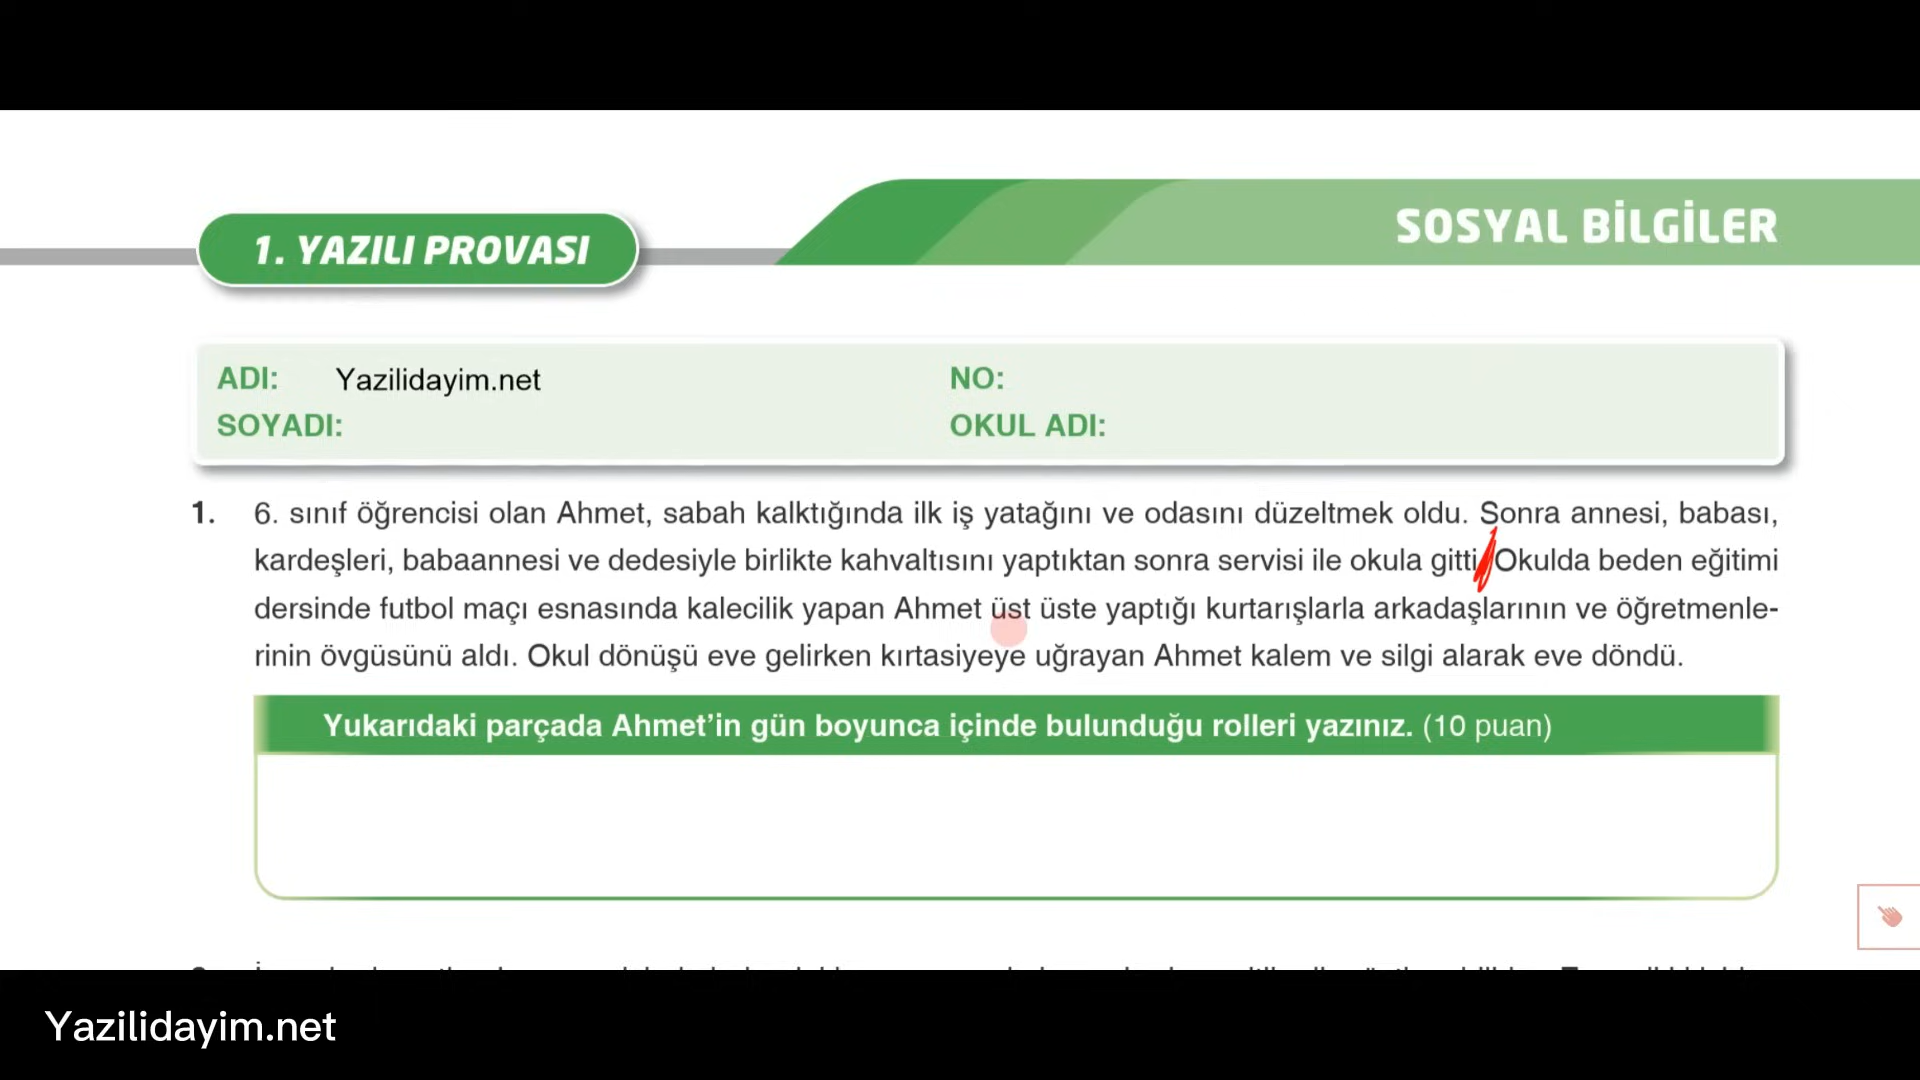 SOSYAL BİLGİLER
1. YAZILI PROVASI
ADI: Yazilidayim.net NO:
SOYADI: OKUL ADI:
1. 6. sınıf öğrencisi olan Ahmet, sabah kalktığında ilk iş yatağını ve odasını düzeltmek oldu. Sonra annesi, babası,
kardeşleri, babaannesi ve dedesiyle birlikte kahvaltısını yaptıktan sonra servisi ile okula gitti. Okulda beden eğitimi
dersinde futbol maçı esnasında kalecilik yapan Ahmet üst üste yaptığı kurtarışlarla arkadaşlarının ve öğretmenle-
rinin övgüsünü aldı. Okul dönüşü eve gelirken kırtasiyeye uğrayan Ahmet kalem ve silgi alarak eve döndü.
Yukarıdaki parçada Ahmet’in gün boyunca içinde bulunduğu rolleri yazınız. (10 puan)
Yazilidayim.net